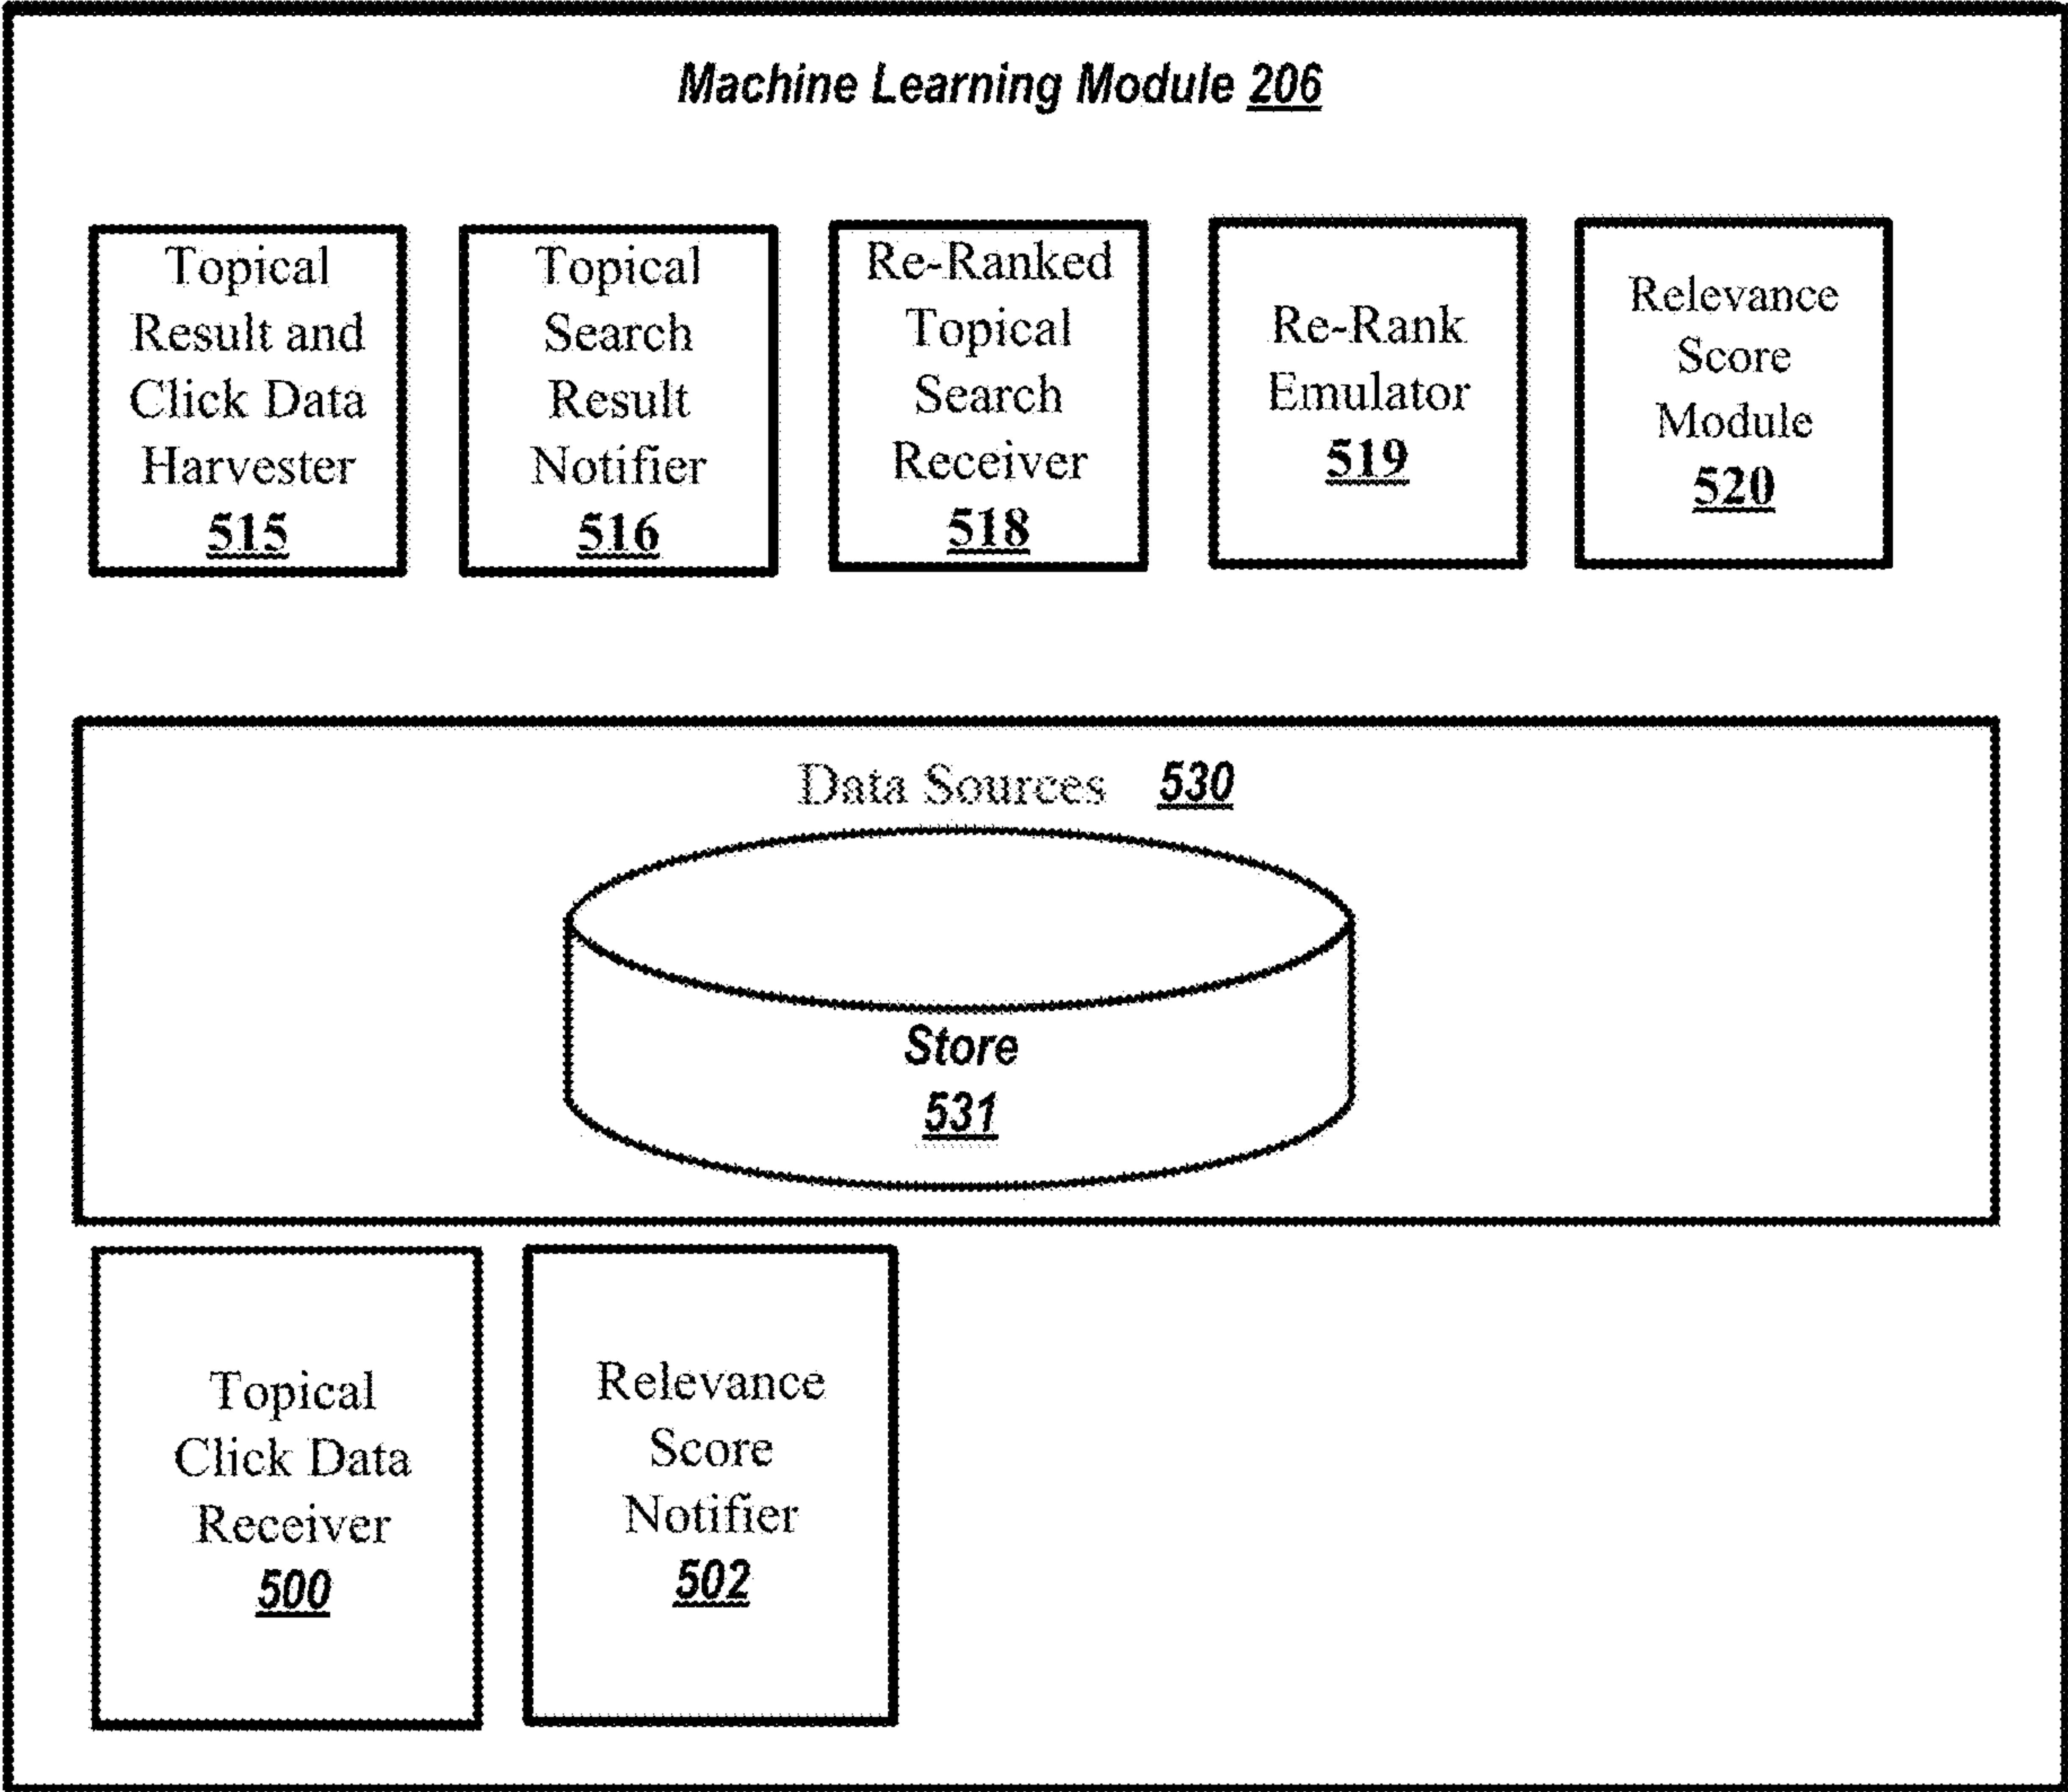 Machine Learning Module 206
Topical
Result and
Click Data
Harvester
515
Topical
Search
Result
Notifier
516
Re-Ranked
Topical
Search
Receiver
518
Re-Rank
Emulator
519
Relevance
Score
Module
520
Data Sources 530
Store
531
Topical
Click Data
Receiver
500
Relevance
Score
Notifier
502